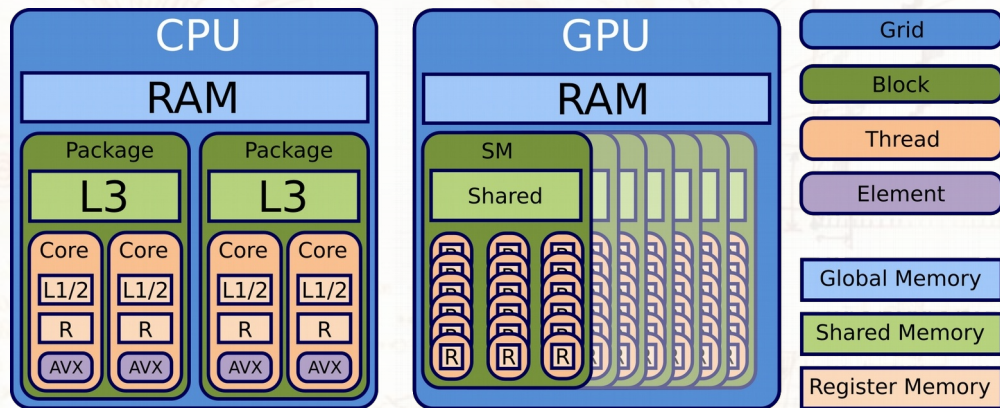 CPU
RAM
Package
L3
Core
L1/2
R
AVX
Core
L1/2
R
AVX
Package
L3
Core
L1/2
R
AVX
Core
L1/2
R
AVX
GPU
RAM
SM
Shared
R
R
R
Grid
Block
Thread
Element
Global Memory
Shared Memory
Register Memory